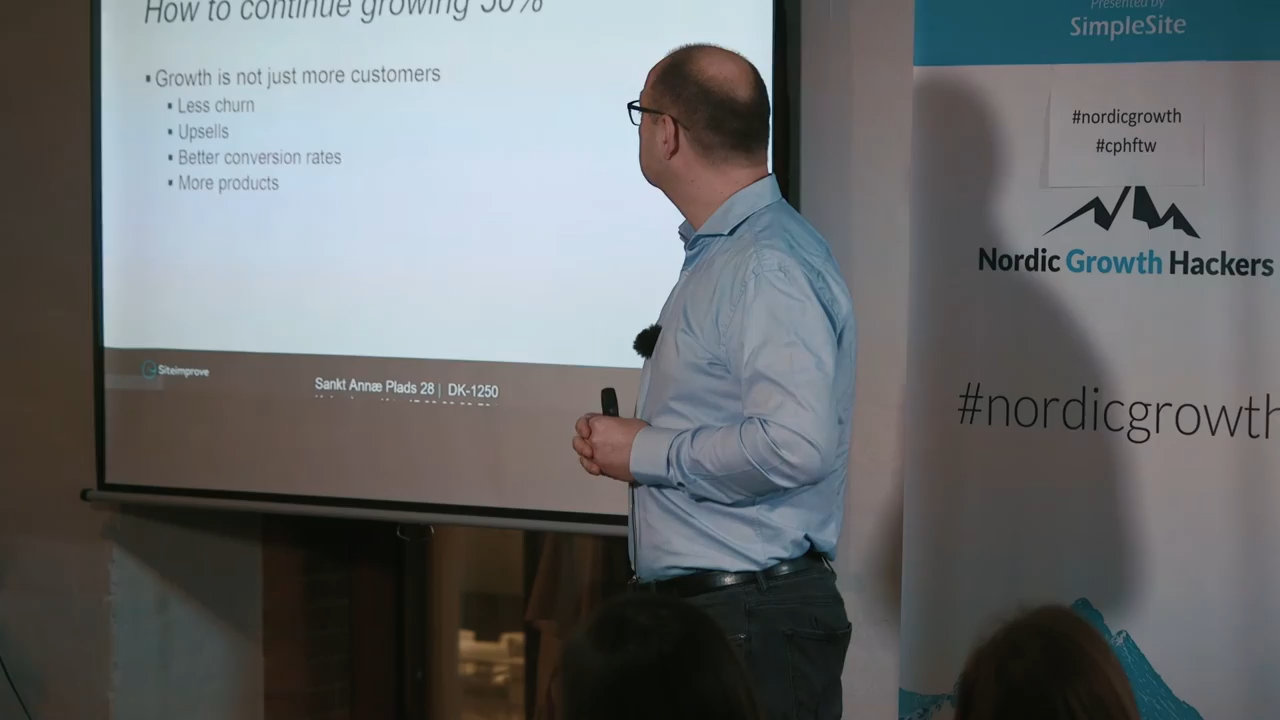 How to continue growing 50%
▪ Growth is not just more customers
▪ Less churn
▪ Upsells
▪ Better conversion rates
▪ More products
Siteimprove
Sankt Annæ Plads 28 | DK-1250
Presented by
SimpleSite
#nordicgrowth
#cphftw
Nordic Growth Hackers
#nordicgrowth